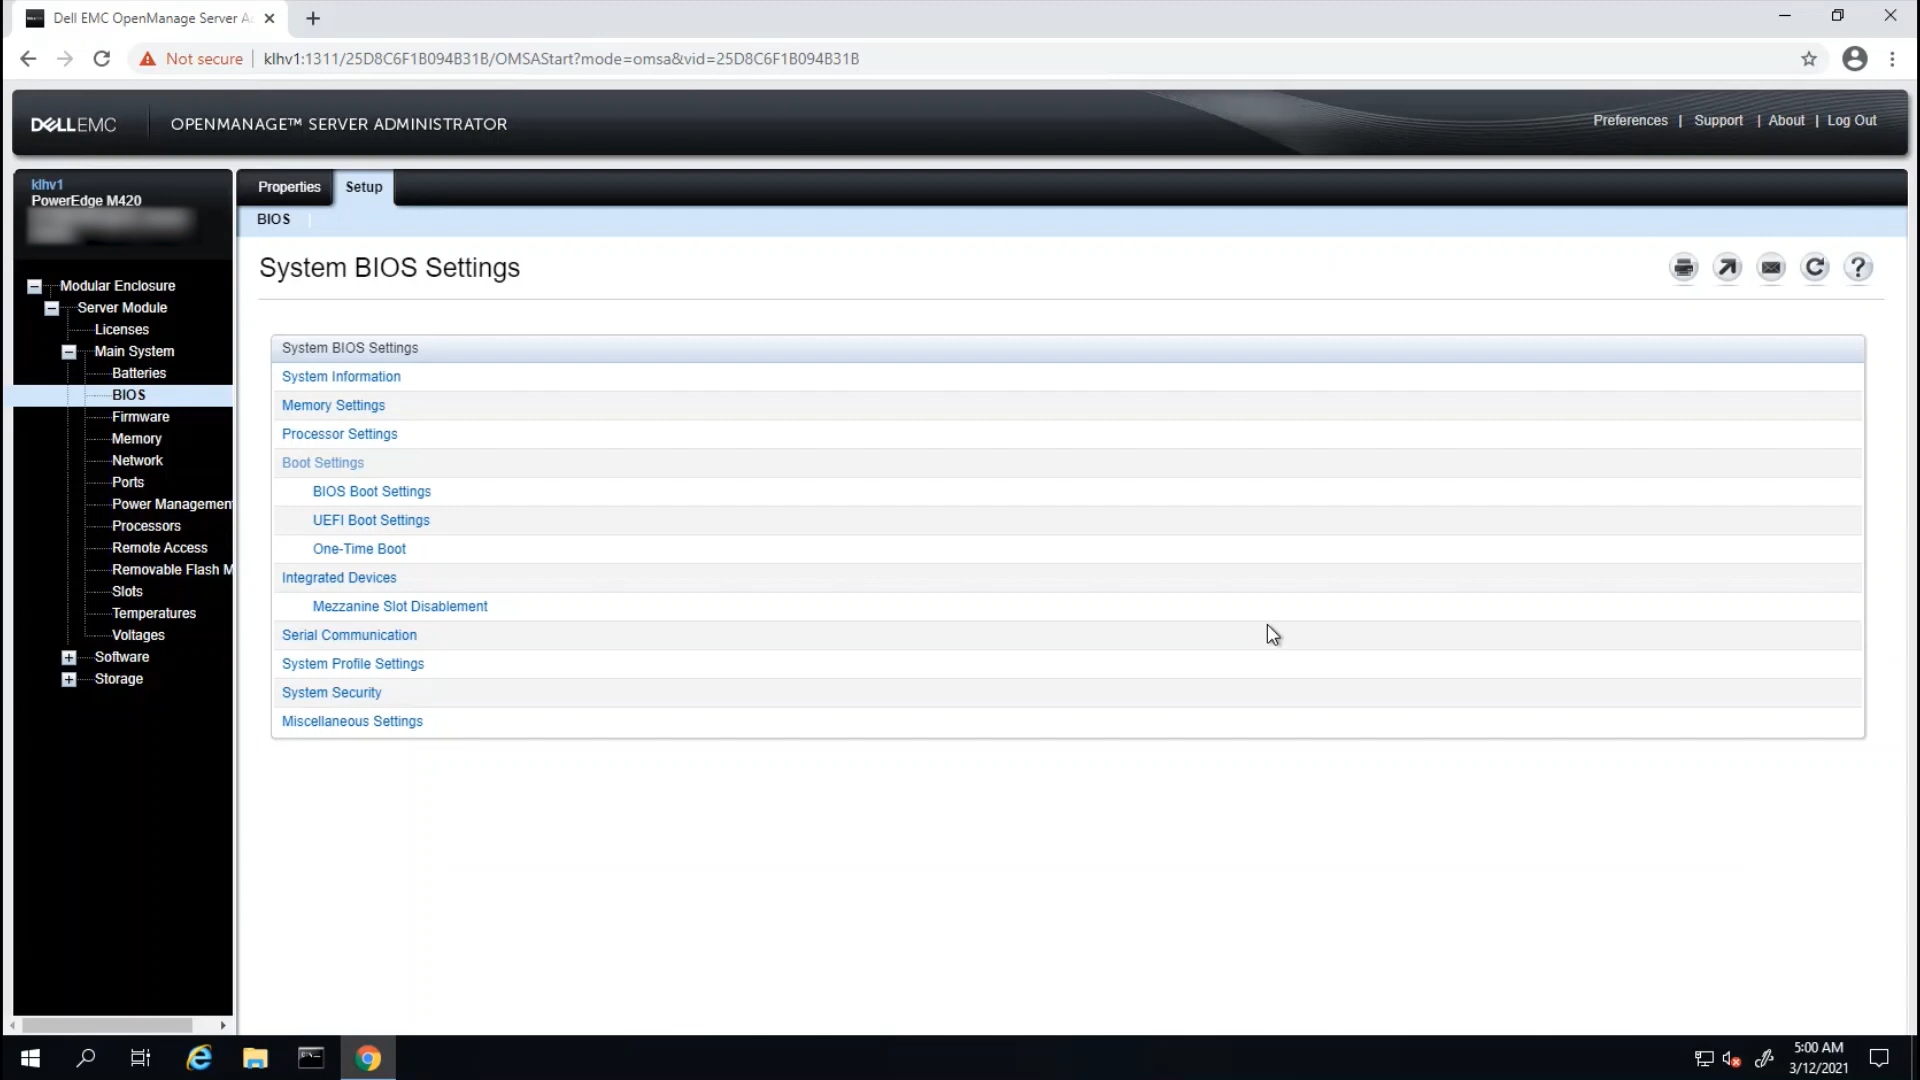 Dell EMC OpenManage Server A
Not secure
klhv1:1311/25D8C6F1B094B31B/OMSAStart?mode=omsa&vid=25D8C6F1B094B31B
DELLEMC
OPENMANAGE™ SERVER ADMINISTRATOR
Preferences | Support | About | Log Out
klhv1
PowerEdge M420
Modular Enclosure
Server Module
Licenses
Main System
Batteries
BIOS
Firmware
Memory
Network
Ports
Power Managemen
Processors
Remote Access
Removable Flash M
Slots
Temperatures
Voltages
Software
Storage
Properties
Setup
BIOS
System BIOS Settings
System BIOS Settings
System Information
Memory Settings
Processor Settings
Boot Settings
BIOS Boot Settings
UEFI Boot Settings
One-Time Boot
Integrated Devices
Mezzanine Slot Disablement
Serial Communication
System Profile Settings
System Security
Miscellaneous Settings
5:00 AM
3/12/2021